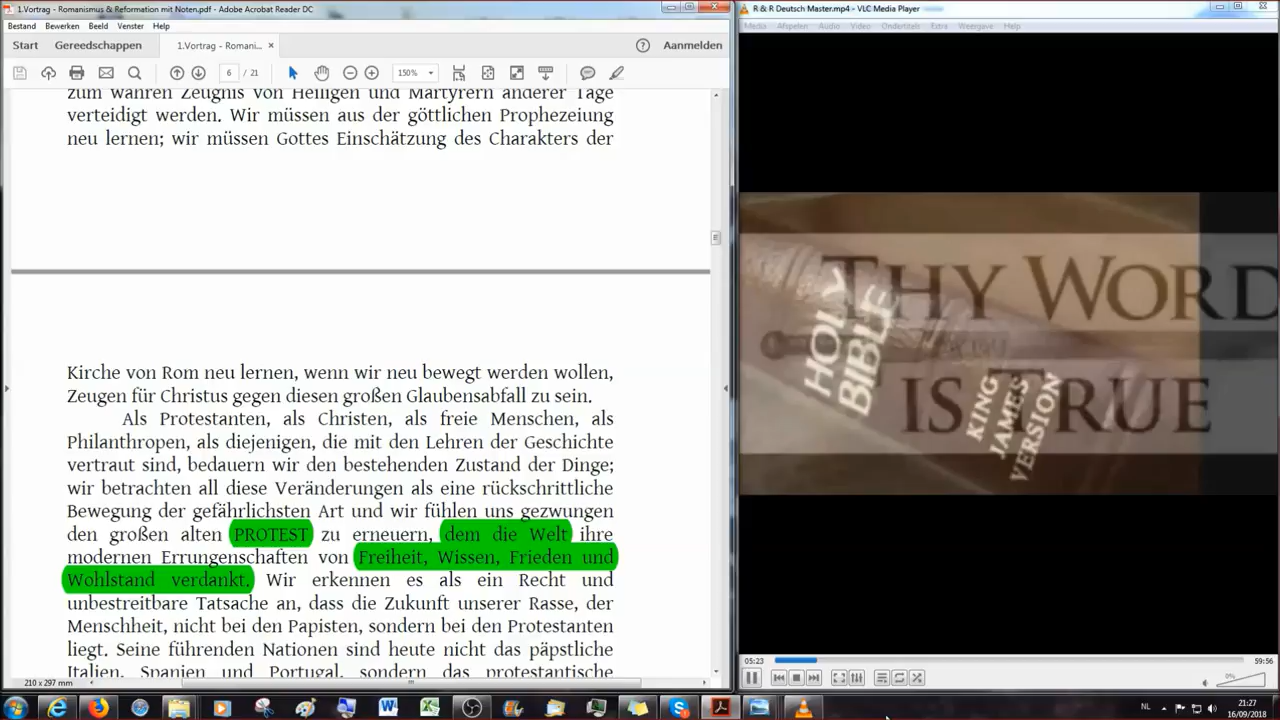 1.Vortrag - Romanismus & Reformation mit Noten.pdf - Adobe Acrobat Reader DC
Bestand Bewerken Beeld Venster Help
Start Gereedschappen 1.Vortrag - Romani... × Aanmelden
6 / 21 150%
zum wahren Zeugnis von Heiligen und Märtyrern anderer Tage
verteidigt werden. Wir müssen aus der göttlichen Prophezeiung
neu lernen; wir müssen Gottes Einschätzung des Charakters der
Kirche von Rom neu lernen, wenn wir neu bewegt werden wollen,
Zeugen für Christus gegen diesen großen Glaubensabfall zu sein.
Als Protestanten, als Christen, als freie Menschen, als
Philanthropen, als diejenigen, die mit den Lehren der Geschichte
vertraut sind, bedauern wir den bestehenden Zustand der Dinge;
wir betrachten all diese Veränderungen als eine rückschrittliche
Bewegung der gefährlichsten Art und wir fühlen uns gezwungen
den großen alten PROTEST zu erneuern, dem die Welt ihre
modernen Errungenschaften von Freiheit, Wissen, Frieden und
Wohlstand verdankt. Wir erkennen es als ein Recht und
unbestreitbare Tatsache an, dass die Zukunft unserer Rasse, der
Menschheit, nicht bei den Papisten, sondern bei den Protestanten
liegt. Seine führenden Nationen sind heute nicht das päpstliche
Italien, Spanien und Portugal, sondern das protestantische
210 x 297 mm
R & R Deutsch Master.mp4 - VLC Media Player
Media Afspelen Audio Video Ondertitels Extra Weergave Help
THY WORD
IS TRUE
HOLY
BIBLE
KING
JAMES
VERSION
05:23 59:56
0%
NL 21:27
16/09/2018